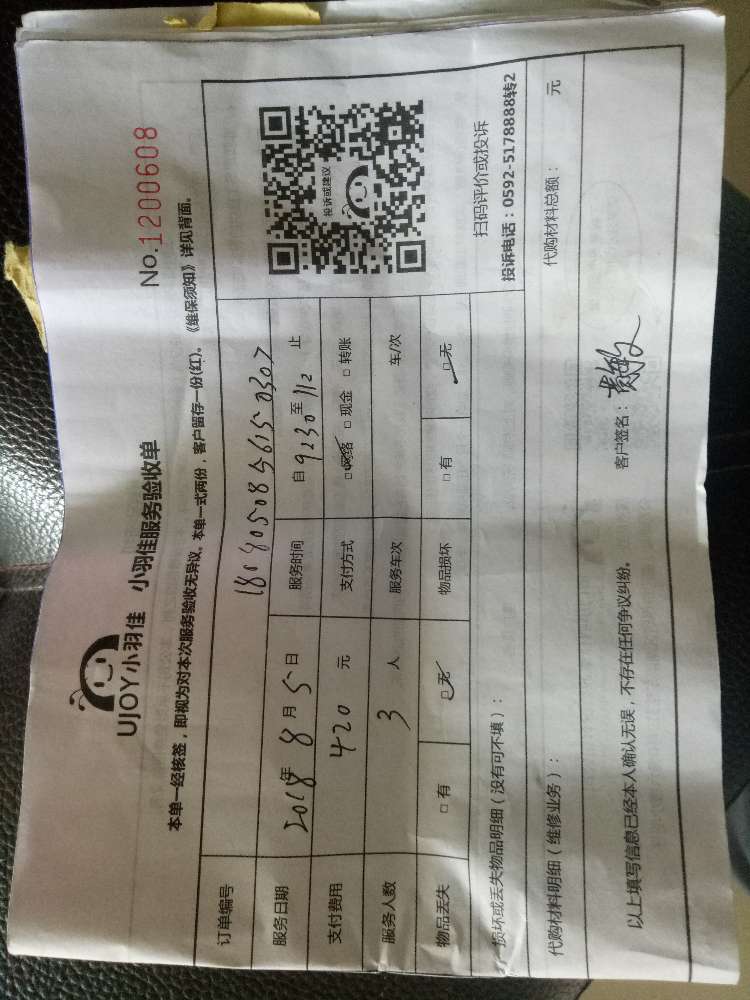 UJOY小羽佳 小羽佳服务验收单
No.1200608
本单一经核签，即视为对本次服务验收无异议。本单一式两份，客户留存一份(红)。《维保须知》详见背面。
订单编号
服务日期 2018年 8月 5日 服务时间 自 9:30 至 11:2 止
支付费用 420 元 支付方式 □网络 □现金 □转账
服务人数 3 人 服务车次 车/次
物品丢失 □有 □无 物品损坏 □有 □无
投诉或建议
扫码评价或投诉
投诉电话：0592-5178888转2
损坏或丢失物品明细（没有可不填）：
代购材料明细（维修业务）： 代购材料总额： 元
以上填写信息已经本人确认无误，不存在任何争议纠纷。 客户签名：